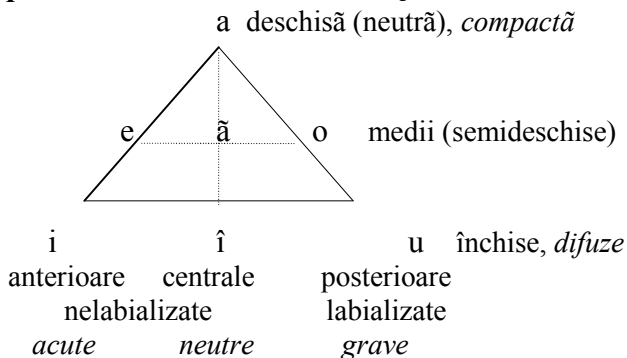 a deschisã (neutrã), compactã
e ã o medii (semideschise)
i î u închise, difuze
anterioare centrale posterioare
nelabializate labializate
acute neutre grave